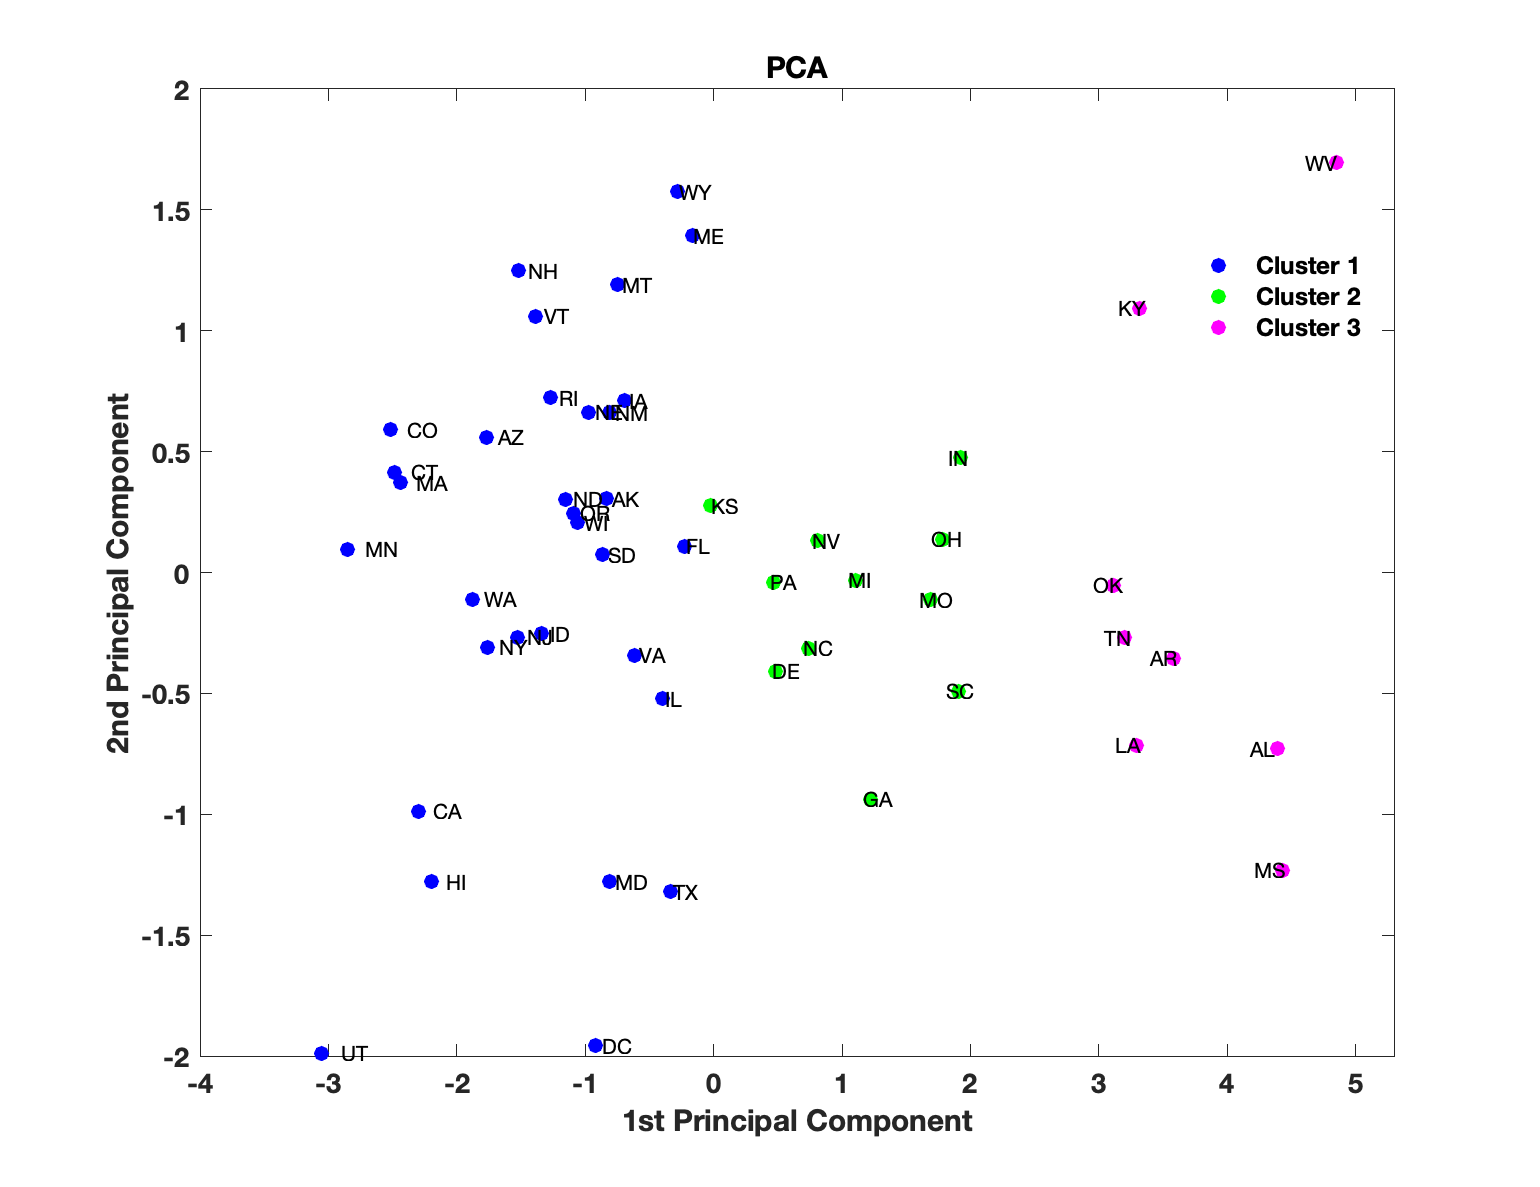 PCA
2
WV
WY
1.5
ME
Cluster 1
NH
MT
Cluster 2
KY
VT
Cluster 3
1
RI
IA
NE
NM
CO
AZ
0.5
IN
CT
MA
ND
AK
KS
OR
WI
NV
OH
MN
FL
SD
0
PA
MI
OK
WA
MO
ID
NJ
TN
NY
NC
VA
AR
DE
-0.5
SC
IL
LA
AL
GA
-1
CA
MS
HI
MD
TX
-1.5
DC
UT
-2
2nd Principal Component
-4 -3 -2 -1 0 1 2 3 4 5
1st Principal Component